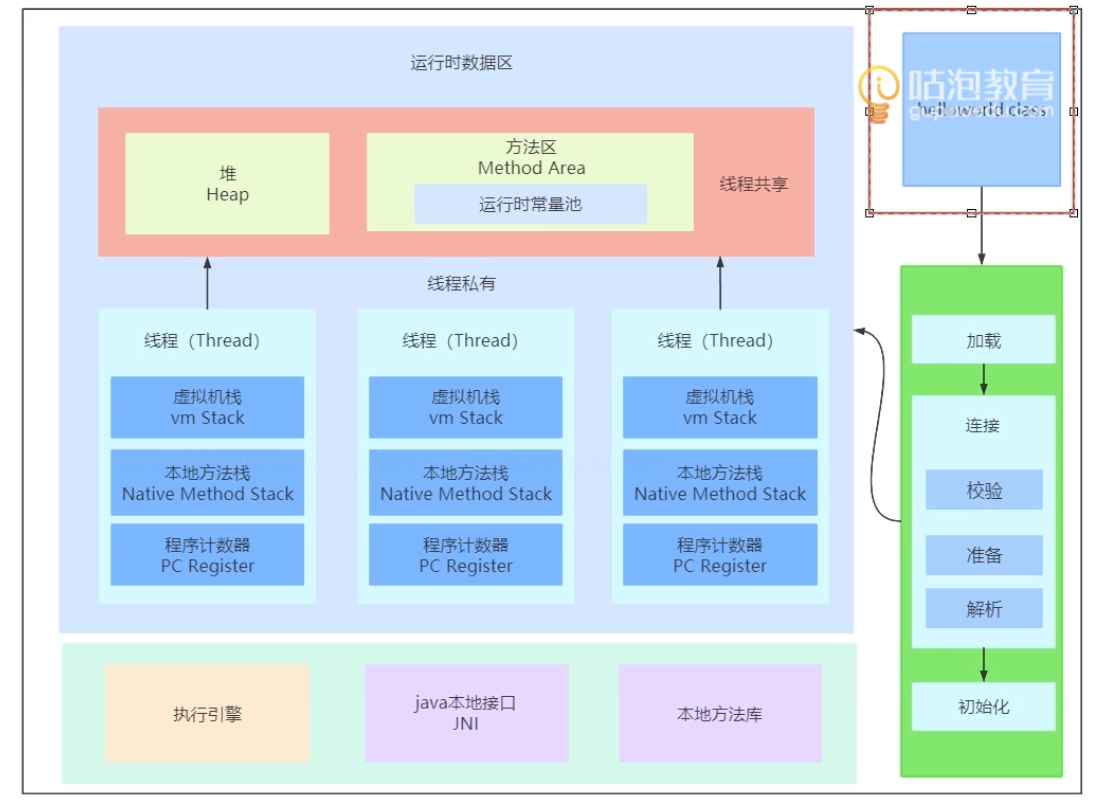 运行时数据区
堆
Heap
方法区
Method Area
运行时常量池
线程共享
线程私有
线程（Thread）
虚拟机栈
vm Stack
本地方法栈
Native Method Stack
程序计数器
PC Register
线程（Thread）
虚拟机栈
vm Stack
本地方法栈
Native Method Stack
程序计数器
PC Register
线程（Thread）
虚拟机栈
vm Stack
本地方法栈
Native Method Stack
程序计数器
PC Register
执行引擎
java本地接口
JNI
本地方法库
咕泡教育
helloworld.class
加载
连接
校验
准备
解析
初始化